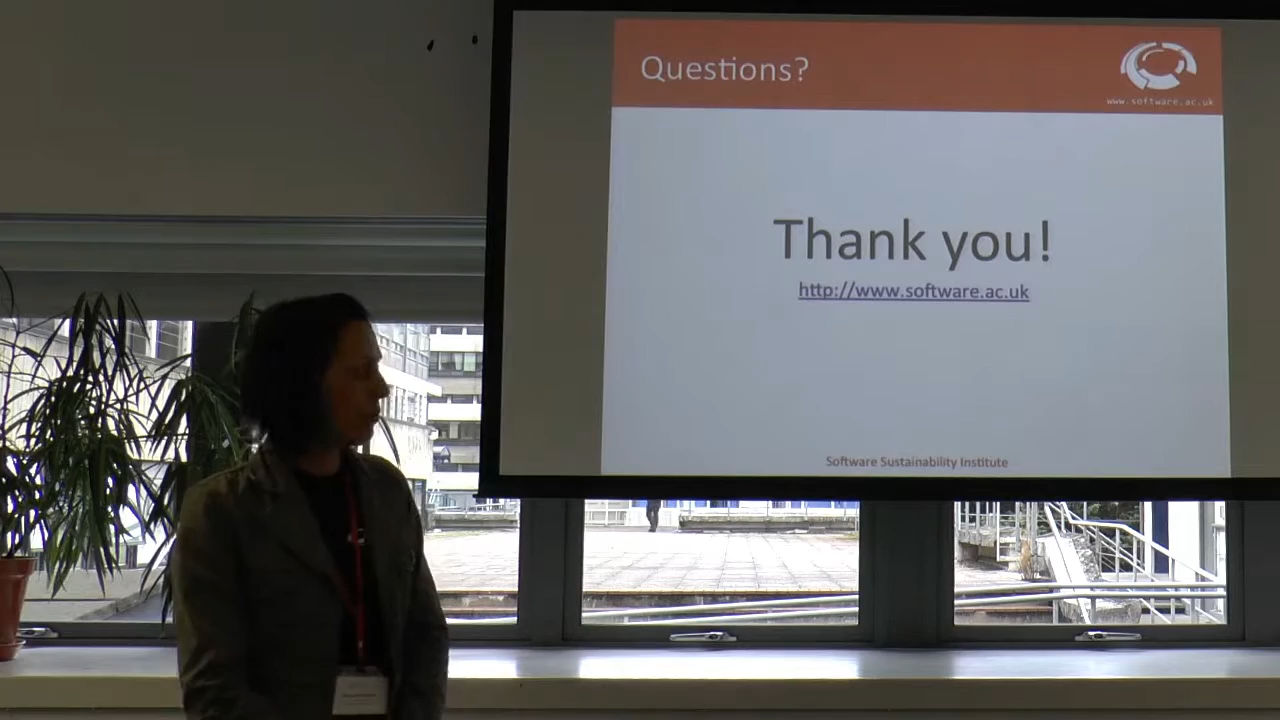 Questions?
www.software.ac.uk
Thank you!
http://www.software.ac.uk
Software Sustainability Institute